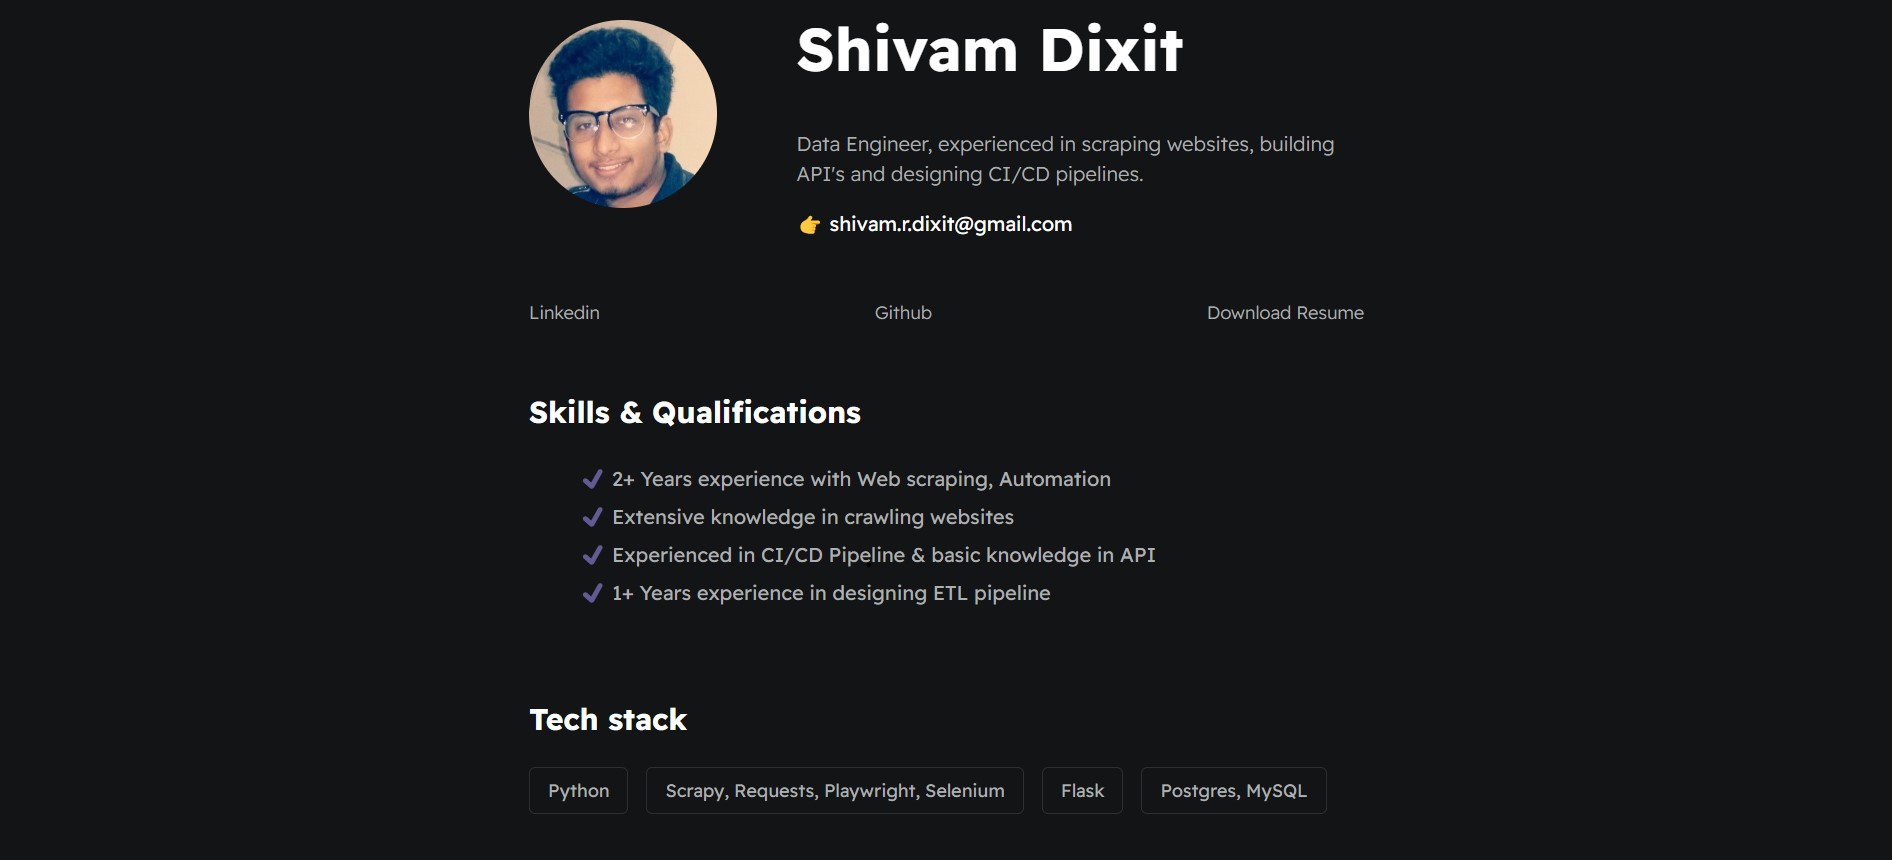 Shivam Dixit
Data Engineer, experienced in scraping websites, building
API's and designing CI/CD pipelines.
👉 shivam.r.dixit@gmail.com
Linkedin Github Download Resume
Skills & Qualifications
✔ 2+ Years experience with Web scraping, Automation
✔ Extensive knowledge in crawling websites
✔ Experienced in CI/CD Pipeline & basic knowledge in API
✔ 1+ Years experience in designing ETL pipeline
Tech stack
Python Scrapy, Requests, Playwright, Selenium Flask Postgres, MySQL